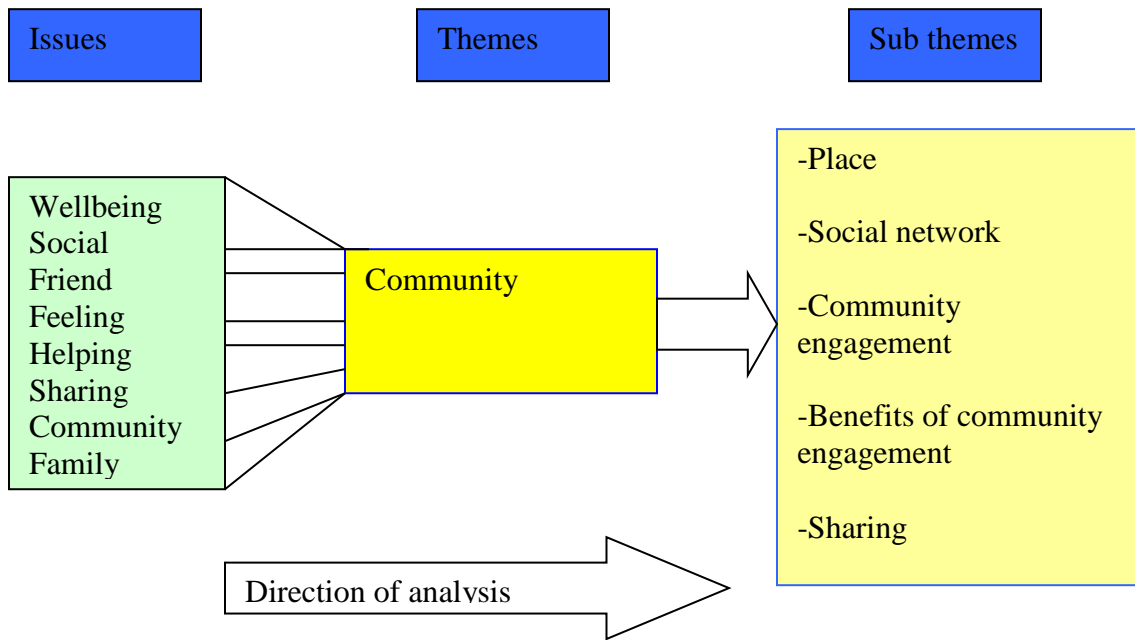 Issues
Themes
Sub themes
Wellbeing
Social
Friend
Feeling
Helping
Sharing
Community
Family
Community
-Place
-Social network
-Community
engagement
-Benefits of community
engagement
-Sharing
Direction of analysis